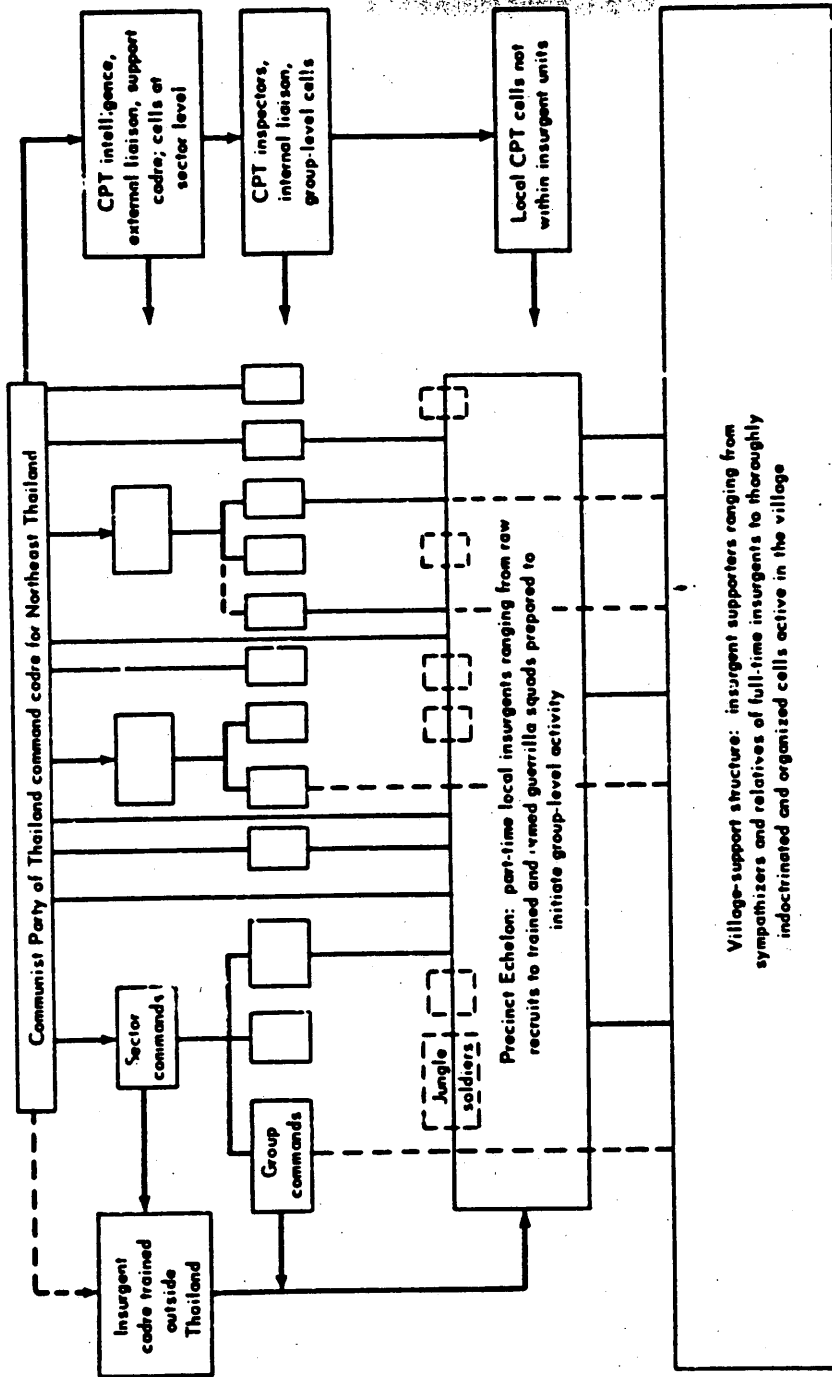 Communist Party of Thailand command cadre for Northeast Thailand
Insurgent
cadre trained
outside
Thailand
Sector
commands
Group
commands
Jungle
soldiers
CPT intelligence,
external liaison, support
cadre; cells at
sector level
CPT inspectors,
internal liaison,
group-level cells
Local CPT cells not
within insurgent units
Precinct Echelon: part-time local insurgents ranging from raw
recruits to trained and armed guerrilla squads prepared to
initiate group-level activity
Village-support structure: insurgent supporters ranging from
sympathizers and relatives of full-time insurgents to thoroughly
indoctrinated and organized cells active in the village